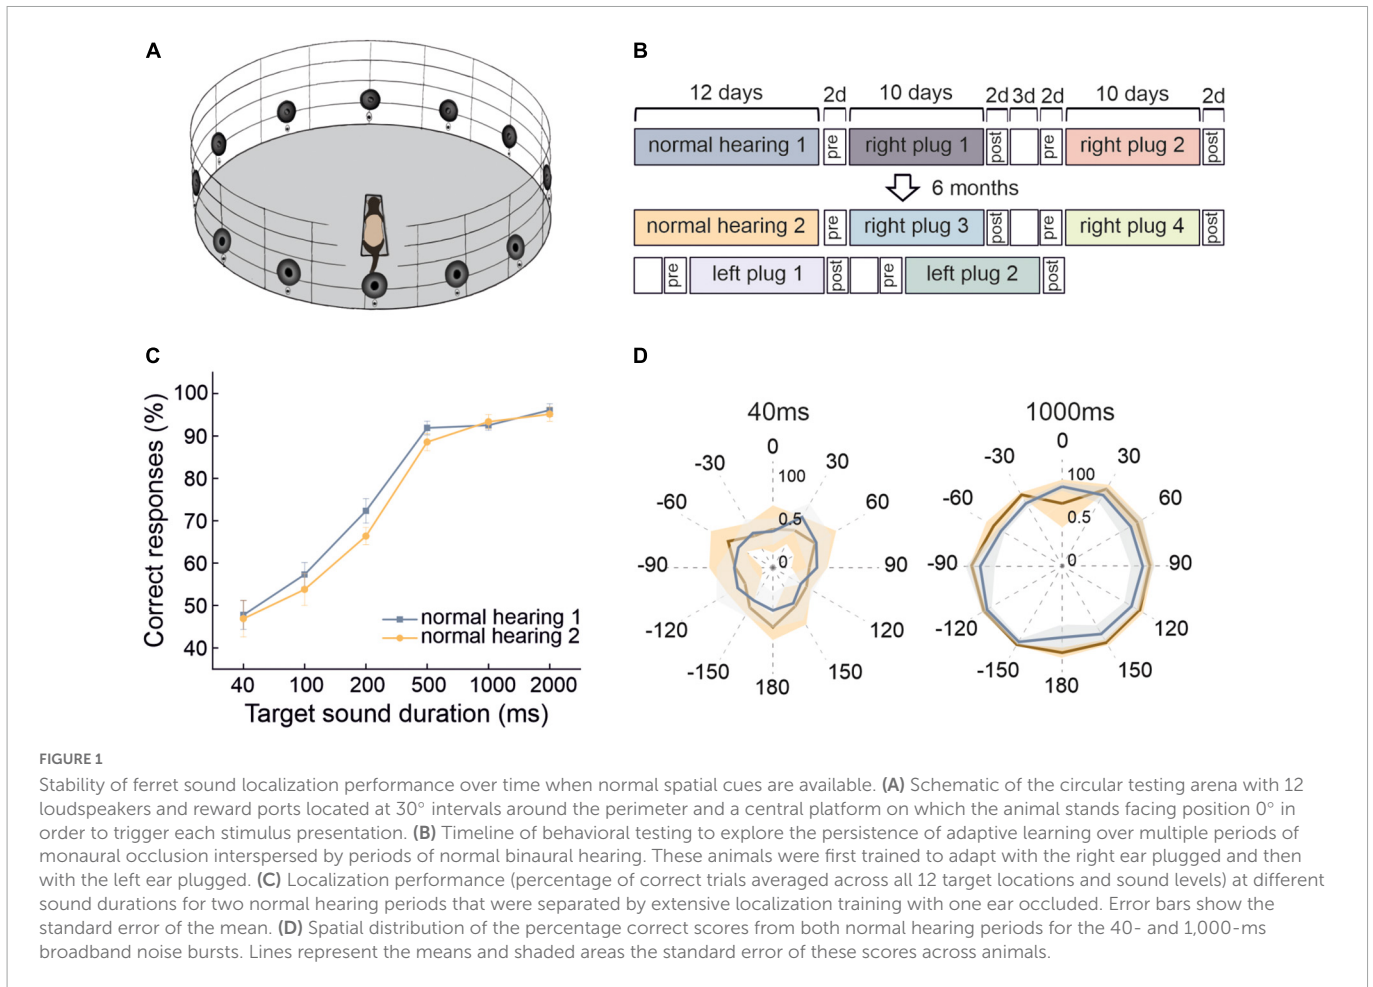 A
B
12 days 2d 10 days 2d 3d 2d 10 days 2d
normal hearing 1 pre right plug 1 post pre right plug 2 post
6 months
normal hearing 2 pre right plug 3 post pre right plug 4 post
pre left plug 1 post pre left plug 2 post
C
Correct responses (%)
100
90
80
70
60
50
40
normal hearing 1
normal hearing 2
40 100 200 500 1000 2000
Target sound duration (ms)
D
40ms
0
-30 30
100
-60 60
0.5
-90 0 90
-120 120
-150 150
180
1000ms
0
-30 30
100
-60 60
0.5
-90 0 90
-120 120
-150 150
180
FIGURE 1
Stability of ferret sound localization performance over time when normal spatial cues are available. (A) Schematic of the circular testing arena with 12
loudspeakers and reward ports located at 30° intervals around the perimeter and a central platform on which the animal stands facing position 0° in
order to trigger each stimulus presentation. (B) Timeline of behavioral testing to explore the persistence of adaptive learning over multiple periods of
monaural occlusion interspersed by periods of normal binaural hearing. These animals were first trained to adapt with the right ear plugged and then
with the left ear plugged. (C) Localization performance (percentage of correct trials averaged across all 12 target locations and sound levels) at different
sound durations for two normal hearing periods that were separated by extensive localization training with one ear occluded. Error bars show the
standard error of the mean. (D) Spatial distribution of the percentage correct scores from both normal hearing periods for the 40- and 1,000-ms
broadband noise bursts. Lines represent the means and shaded areas the standard error of these scores across animals.